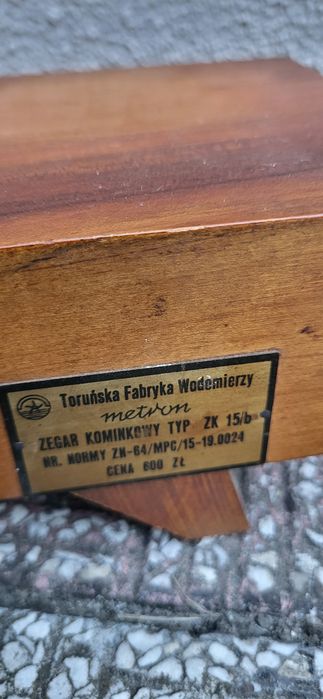 Toruńska Fabryka Wodomierzy
metron
ZEGAR KOMINKOWY TYP ZK 15/b
NR. NORMY ZN-64/MPC/15-19.0024
CENA 600 ZŁ